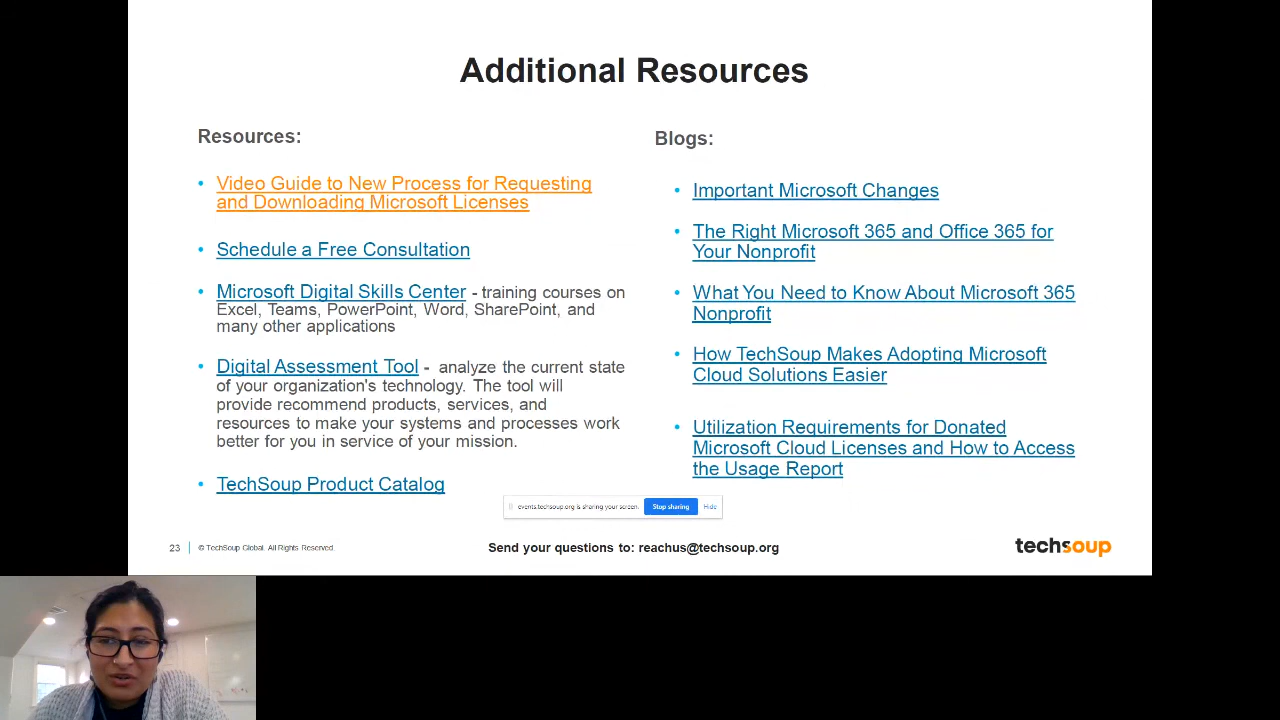 Additional Resources
Resources:
Video Guide to New Process for Requesting
and Downloading Microsoft Licenses
Schedule a Free Consultation
Microsoft Digital Skills Center - training courses on
Excel, Teams, PowerPoint, Word, SharePoint, and
many other applications
Digital Assessment Tool - analyze the current state
of your organization's technology. The tool will
provide recommend products, services, and
resources to make your systems and processes work
better for you in service of your mission.
TechSoup Product Catalog
Blogs:
Important Microsoft Changes
The Right Microsoft 365 and Office 365 for
Your Nonprofit
What You Need to Know About Microsoft 365
Nonprofit
How TechSoup Makes Adopting Microsoft
Cloud Solutions Easier
Utilization Requirements for Donated
Microsoft Cloud Licenses and How to Access
the Usage Report
events.techsoup.org is sharing your screen. Stop sharing Hide
23 © TechSoup Global. All Rights Reserved. Send your questions to: reachus@techsoup.org techsoup